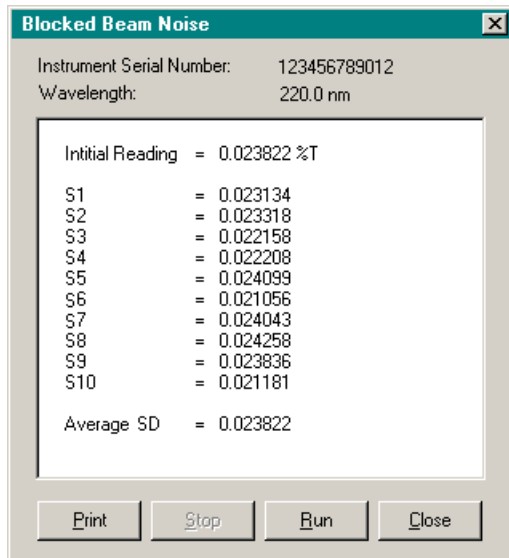 Blocked Beam Noise
Instrument Serial Number: 123456789012
Wavelength: 220.0 nm
Intitial Reading = 0.023822 %T
S1 = 0.023134
S2 = 0.023318
S3 = 0.022158
S4 = 0.022208
S5 = 0.024099
S6 = 0.021056
S7 = 0.024043
S8 = 0.024258
S9 = 0.023836
S10 = 0.021181
Average SD = 0.023822
Print Stop Run Close